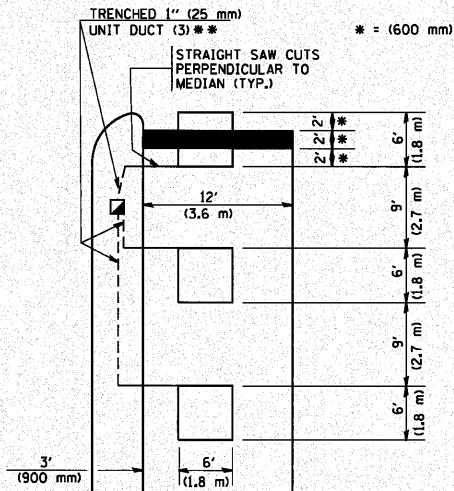 TRENCHED 1" (25 mm)
UNIT DUCT (3)**
* = (600 mm)
STRAIGHT SAW CUTS
PERPENDICULAR TO
MEDIAN (TYP.)
2' *
2' *
2' *
6'
(1.8 m)
12'
(3.6 m)
9'
(2.7 m)
6'
(1.8 m)
9'
(2.7 m)
6'
(1.8 m)
3'
(900 mm)
6'
(1.8 m)